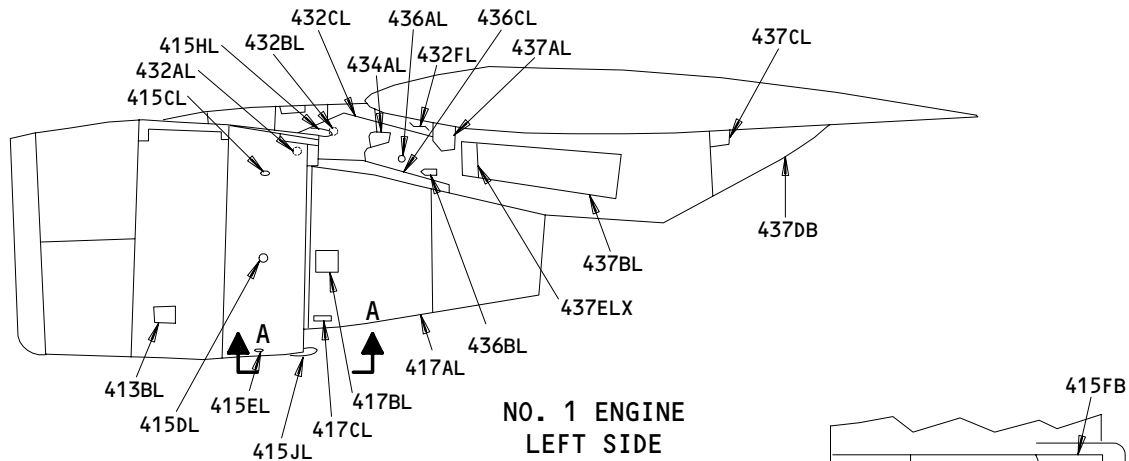 432CL
436AL
436CL
432BL
432FL
437AL
437CL
415HL
434AL
432AL
415CL
437DB
437BL
437ELX
A
A
436BL
417AL
413BL
417BL
415EL
415DL
417CL
415JL
NO. 1 ENGINE
LEFT SIDE
415FB